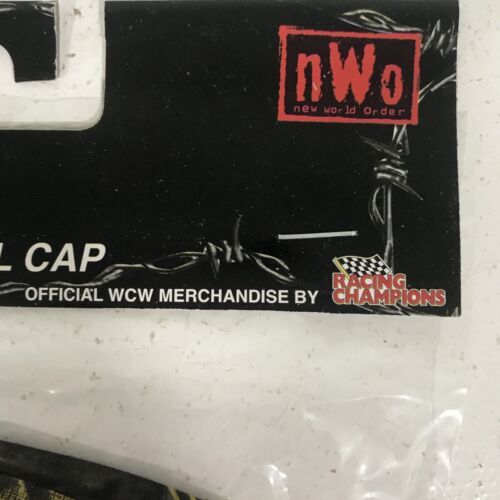 nWo
new world order
L CAP
OFFICIAL WCW MERCHANDISE BY
RACING
CHAMPIONS